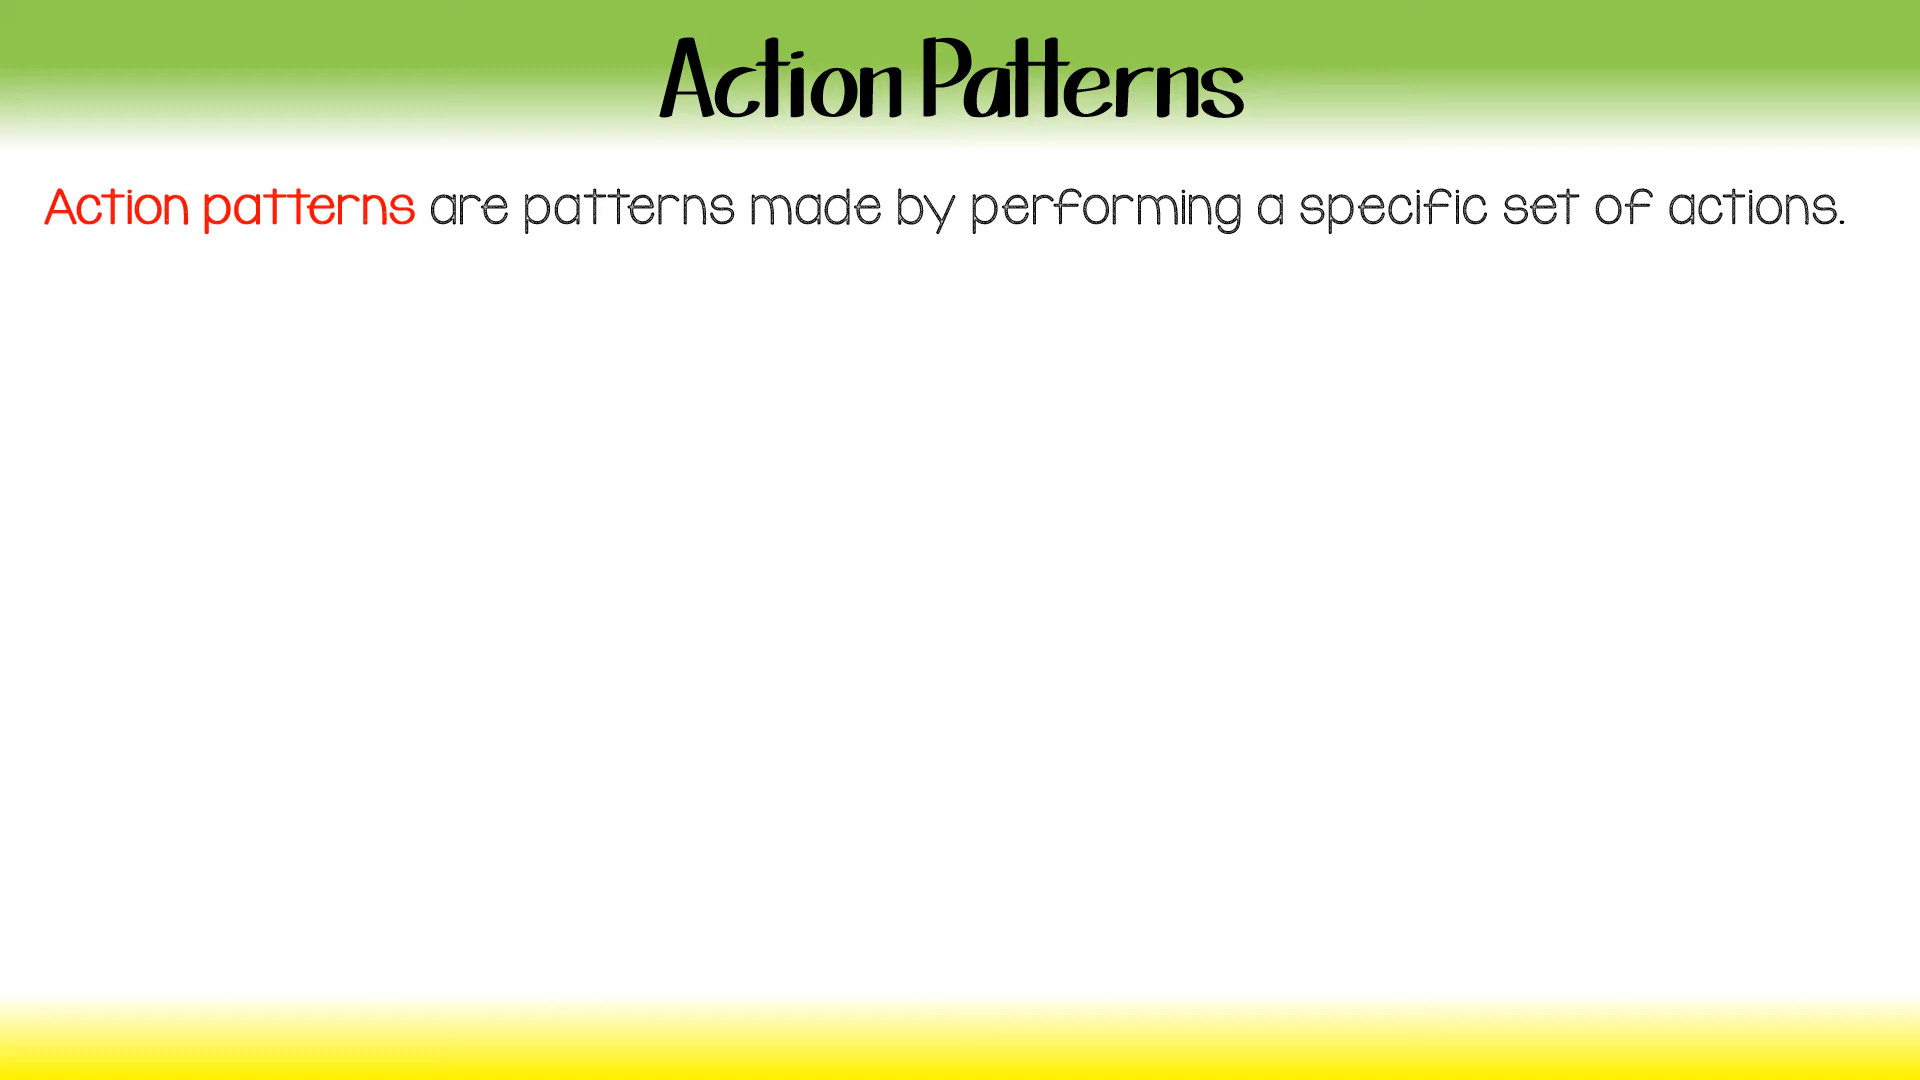 Action Patterns
Action patterns are patterns made by performing a specific set of actions.